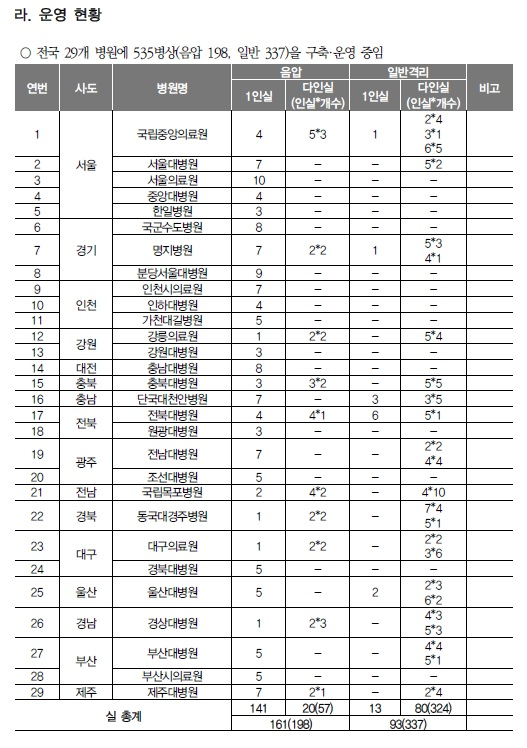 라. 운영 현황
○ 전국 29개 병원에 535병상(음압 198, 일반 337)을 구축·운영 중임
연번 시도 병원명 음압 일반격리 비고
1인실 다인실 (인실*개수) 1인실 다인실 (인실*개수)
1 서울 국립중앙의료원 4 5*3 1 2*4
3*1
6*5
2 서울대병원 7 – – 5*2
3 서울의료원 10 – – –
4 중앙대병원 4 – – –
5 한일병원 3 – – –
6 경기 국군수도병원 8 – – –
7 명지병원 7 2*2 1 5*3
4*1
8 분당서울대병원 9 – – –
9 인천 인천시의료원 7 – – –
10 인하대병원 4 – – –
11 가천대길병원 5 – – –
12 강원 강릉의료원 1 2*2 – 5*4
13 강원대병원 3 – – –
14 대전 충남대병원 8 – – –
15 충북 충북대병원 3 3*2 – 5*5
16 충남 단국대천안병원 7 – 3 3*5
17 전북 전북대병원 4 4*1 6 5*1
18 원광대병원 3 – – –
19 광주 전남대병원 7 – – 2*2
4*4
20 조선대병원 5 – – –
21 전남 국립목포병원 2 4*2 – 4*10
22 경북 동국대경주병원 1 2*2 – 7*4
5*1
23 대구 대구의료원 1 2*2 – 2*2
3*6
24 경북대병원 5 – – –
25 울산 울산대병원 5 – 2 2*3
6*2
26 경남 경상대병원 1 2*3 – 4*3
5*3
27 부산 부산대병원 5 – – 4*4
5*1
28 부산시의료원 5 – – –
29 제주 제주대병원 7 2*1 – 2*4
실 총계 141 20(57) 13 80(324)
161(198) 93(337)